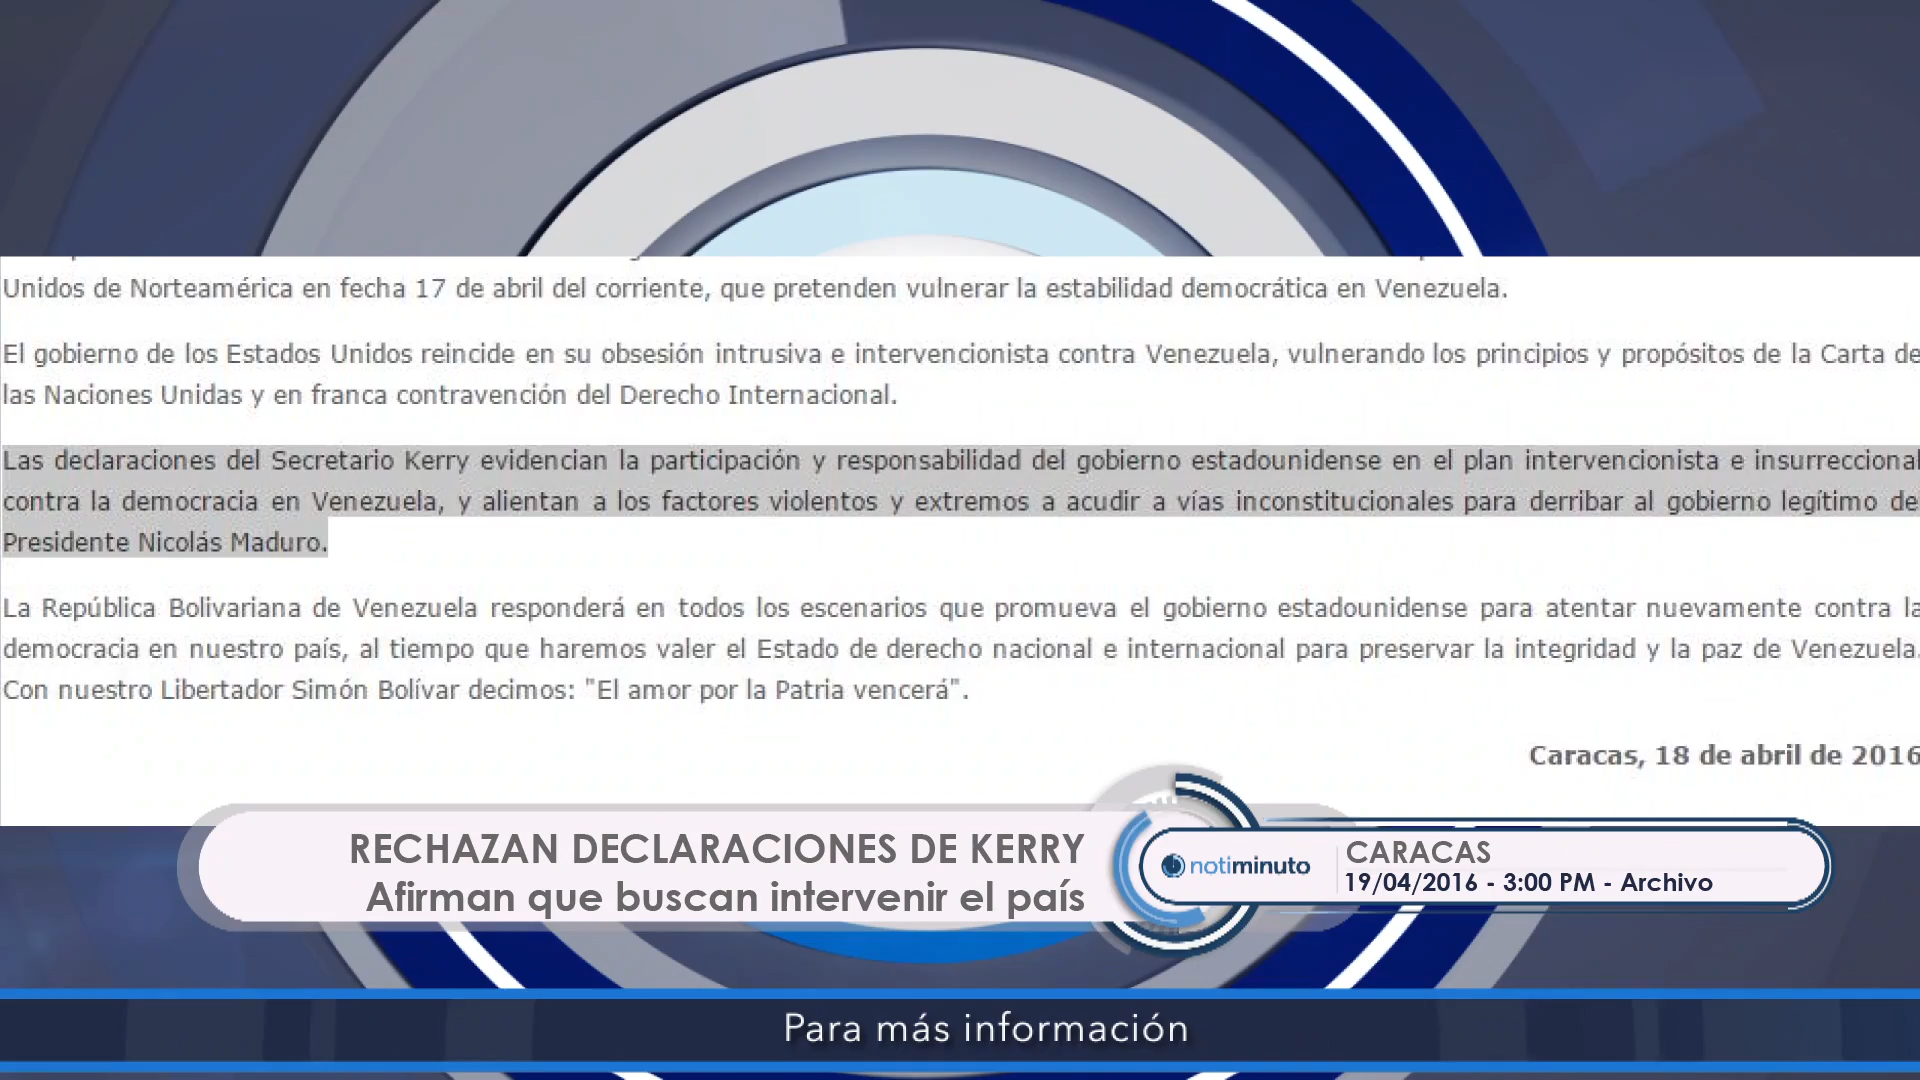 Unidos de Norteamérica en fecha 17 de abril del corriente, que pretenden vulnerar la estabilidad democrática en Venezuela.
El gobierno de los Estados Unidos reincide en su obsesión intrusiva e intervencionista contra Venezuela, vulnerando los principios y propósitos de la Carta de
las Naciones Unidas y en franca contravención del Derecho Internacional.
Las declaraciones del Secretario Kerry evidencian la participación y responsabilidad del gobierno estadounidense en el plan intervencionista e insurreccional
contra la democracia en Venezuela, y alientan a los factores violentos y extremos a acudir a vías inconstitucionales para derribar al gobierno legítimo de
Presidente Nicolás Maduro.
La República Bolivariana de Venezuela responderá en todos los escenarios que promueva el gobierno estadounidense para atentar nuevamente contra la
democracia en nuestro país, al tiempo que haremos valer el Estado de derecho nacional e internacional para preservar la integridad y la paz de Venezuela.
Con nuestro Libertador Simón Bolívar decimos: "El amor por la Patria vencerá".
Caracas, 18 de abril de 2016
RECHAZAN DECLARACIONES DE KERRY
Afirman que buscan intervenir el país
notiminuto
CARACAS
19/04/2016 - 3:00 PM - Archivo
Para más información